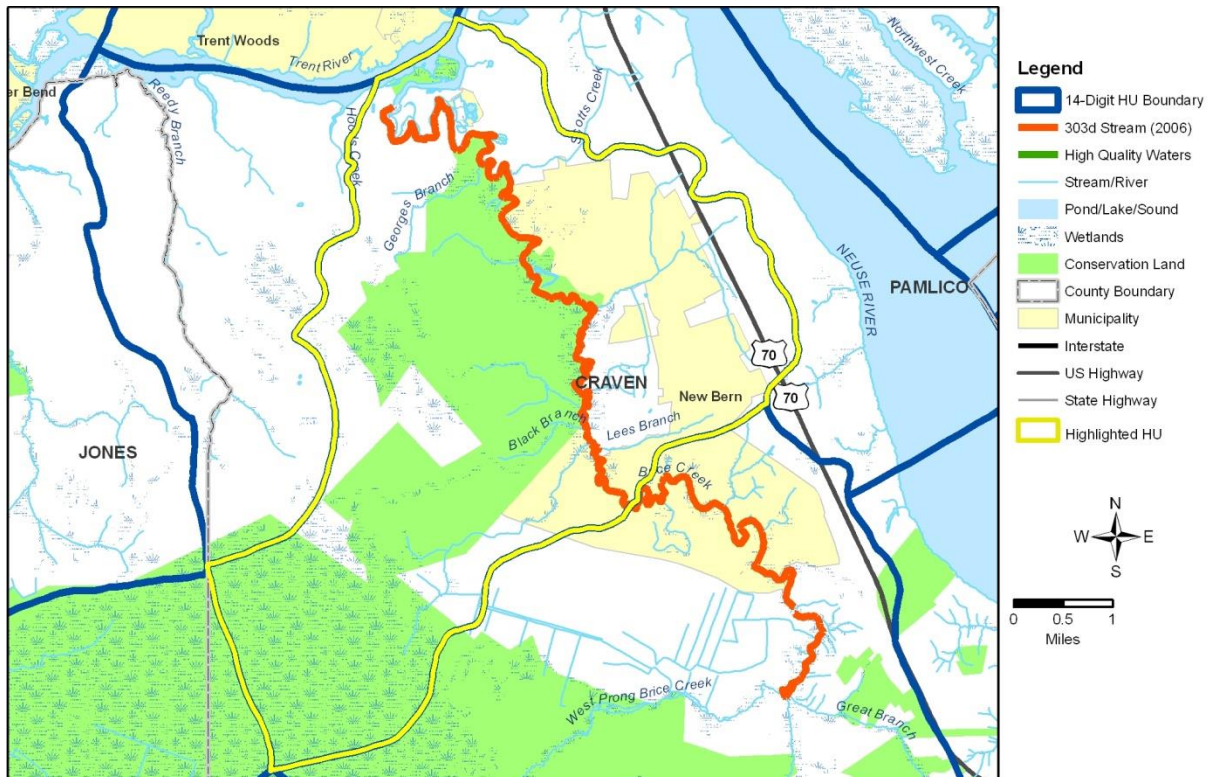 Trent Woods
Trent River
er Bend
Hoods Creek
Scotts Creek
Northwest Creek
Georges Branch
NEUSE RIVER
PAMLICO
70
CRAVEN
70
New Bern
Black Branch
Lees Branch
JONES
Brice Creek
West Prong Brice Creek
Great Branch
Legend
14-Digit HU Boundary
303d Stream (2006)
High Quality Waters
Stream/River
Pond/Lake/Sound
Wetlands
Conservation Land
County Boundary
Municipality
Interstate
US Highway
State Highway
Highlighted HU
N
W E
S
0 0.5 1
Miles